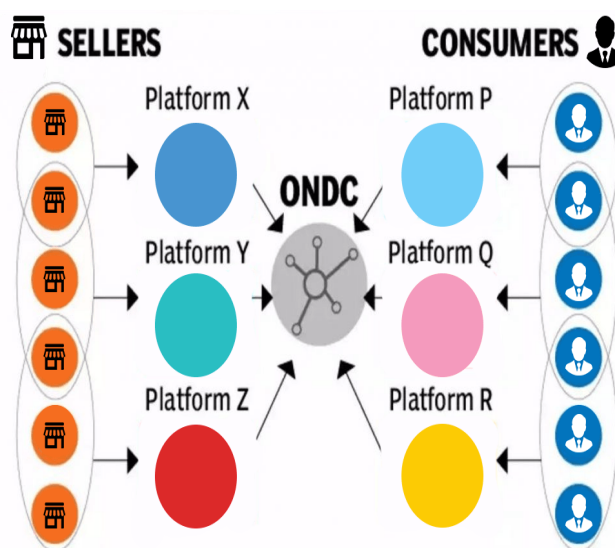 SELLERS
CONSUMERS
Platform X
Platform P
ONDC
Platform Y
Platform Q
Platform Z
Platform R